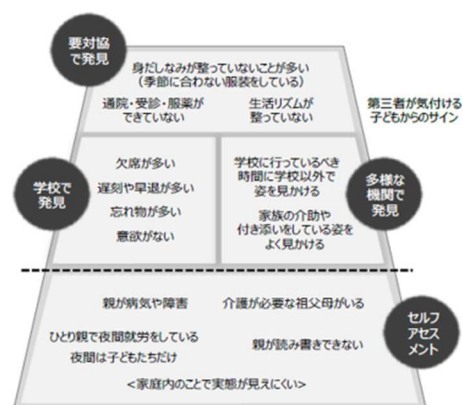 要対協
で発見
身だしなみが整っていないことが多い
(季節に合わない服装をしている)
通院・受診・服薬が
できていない
生活リズムが
整っていない
第三者が気付ける
子どもからのサイン
学校で
発見
欠席が多い
遅刻や早退が多い
忘れ物が多い
意欲がない
学校に行っているべき
時間に学校以外で
姿を見かける
家族の介助や
付き添いをしている姿を
よく見かける
多様な
機関で
発見
親が病気や障害
介護が必要な祖父母がいる
ひとり親で夜間就労をしている
夜間は子どもたちだけ
親が読み書きできない
<家庭内のことで実態が見えにくい>
セルフ
アセス
メント